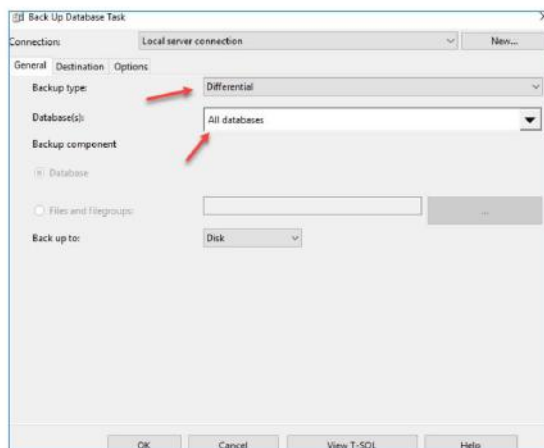 Back Up Database Task
Connection: Local server connection New...
General Destination Options
Backup type: Differential
Database(s): All databases
Backup component
Database
Files and filegroups:
...
Back up to: Disk
OK Cancel View T-SQL Help